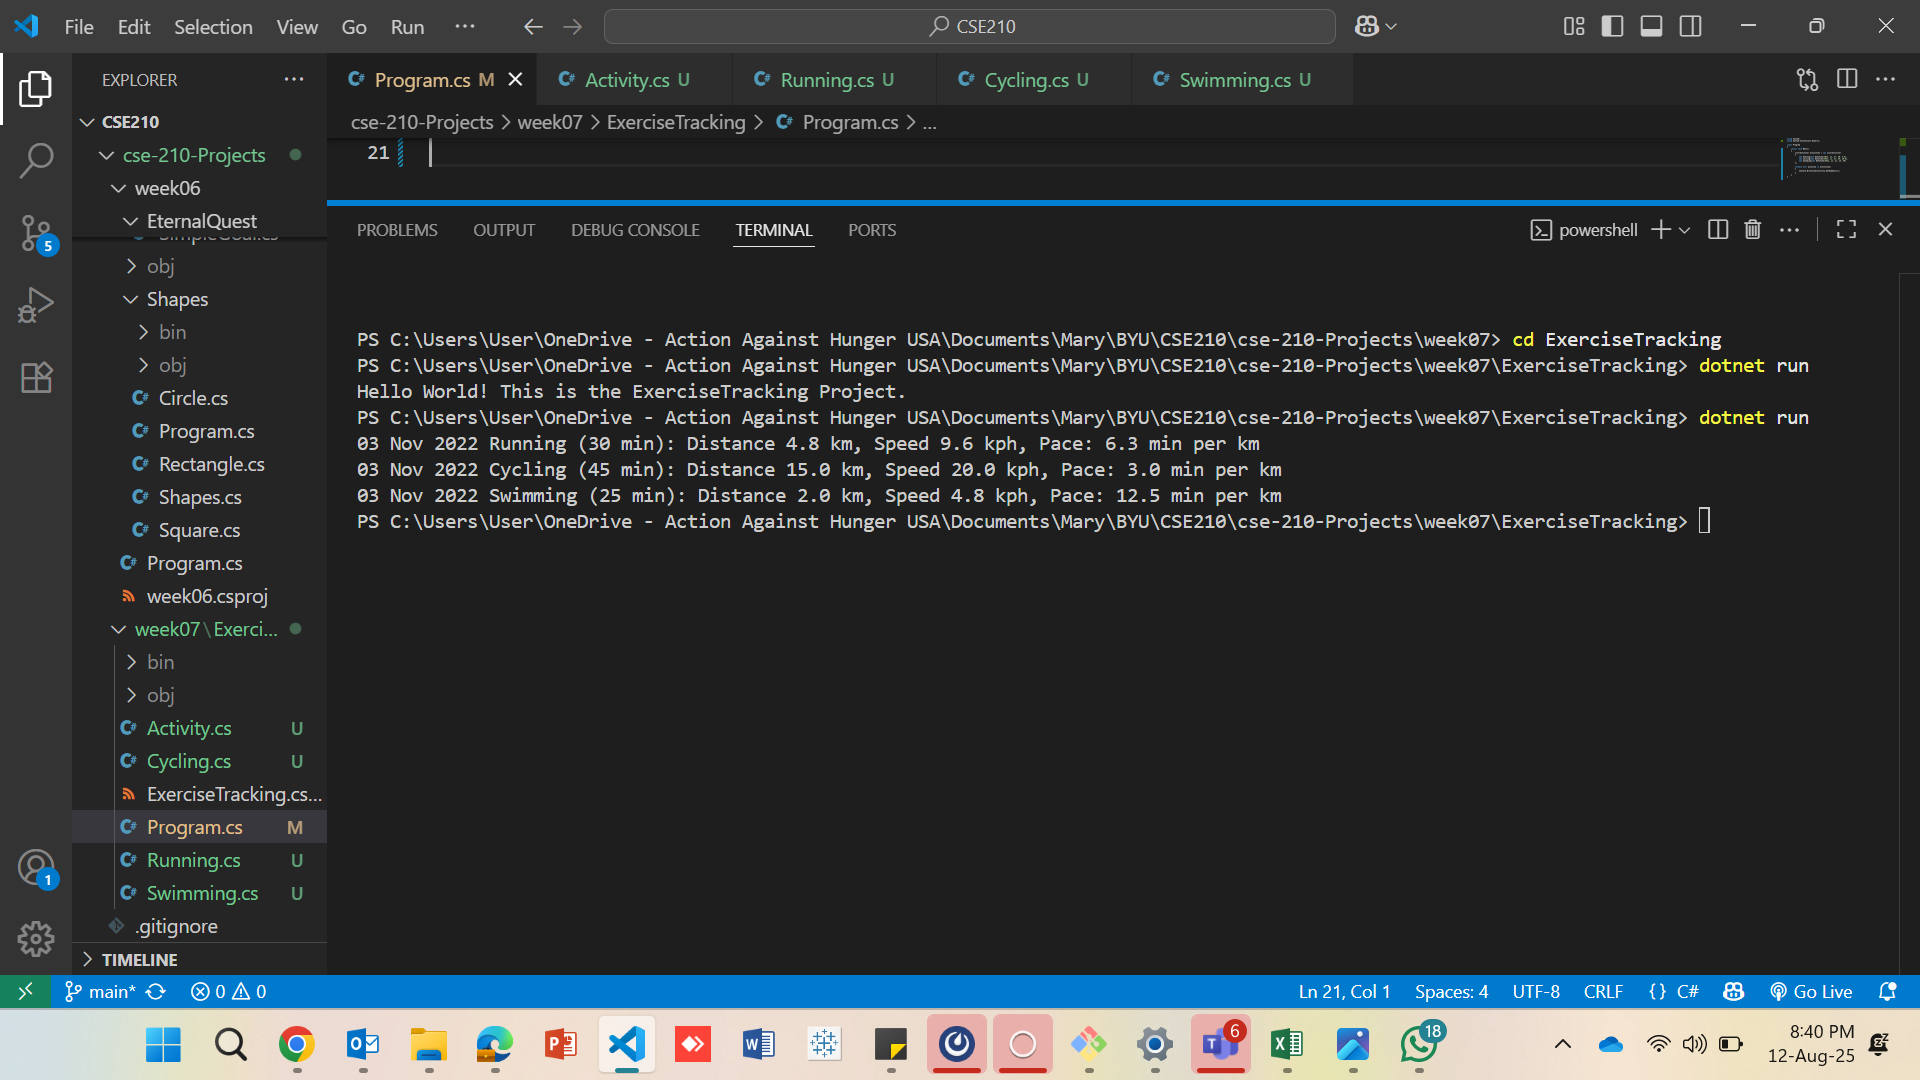 File Edit Selection View Go Run ··· CSE210
EXPLORER ···
CSE210
cse-210-Projects
week06
EternalQuest
SimpleGoal.cs
obj
Shapes
bin
obj
C# Circle.cs
C# Program.cs
C# Rectangle.cs
C# Shapes.cs
C# Square.cs
C# Program.cs
week06.csproj
week07\Exerci...
bin
obj
C# Activity.cs U
C# Cycling.cs U
ExerciseTracking.cs...
C# Program.cs M
C# Running.cs U
C# Swimming.cs U
.gitignore
TIMELINE
5
1
C# Program.cs M C# Activity.cs U C# Running.cs U C# Cycling.cs U C# Swimming.cs U
cse-210-Projects > week07 > ExerciseTracking > C# Program.cs > ...
21
PROBLEMS OUTPUT DEBUG CONSOLE TERMINAL PORTS powershell
PS C:\Users\User\OneDrive - Action Against Hunger USA\Documents\Mary\BYU\CSE210\cse-210-Projects\week07> cd ExerciseTracking
PS C:\Users\User\OneDrive - Action Against Hunger USA\Documents\Mary\BYU\CSE210\cse-210-Projects\week07\ExerciseTracking> dotnet run
Hello World! This is the ExerciseTracking Project.
PS C:\Users\User\OneDrive - Action Against Hunger USA\Documents\Mary\BYU\CSE210\cse-210-Projects\week07\ExerciseTracking> dotnet run
03 Nov 2022 Running (30 min): Distance 4.8 km, Speed 9.6 kph, Pace: 6.3 min per km
03 Nov 2022 Cycling (45 min): Distance 15.0 km, Speed 20.0 kph, Pace: 3.0 min per km
03 Nov 2022 Swimming (25 min): Distance 2.0 km, Speed 4.8 kph, Pace: 12.5 min per km
PS C:\Users\User\OneDrive - Action Against Hunger USA\Documents\Mary\BYU\CSE210\cse-210-Projects\week07\ExerciseTracking>
main* 0 0 Ln 21, Col 1 Spaces: 4 UTF-8 CRLF {} C# Go Live
6 18
8:40 PM
12-Aug-25